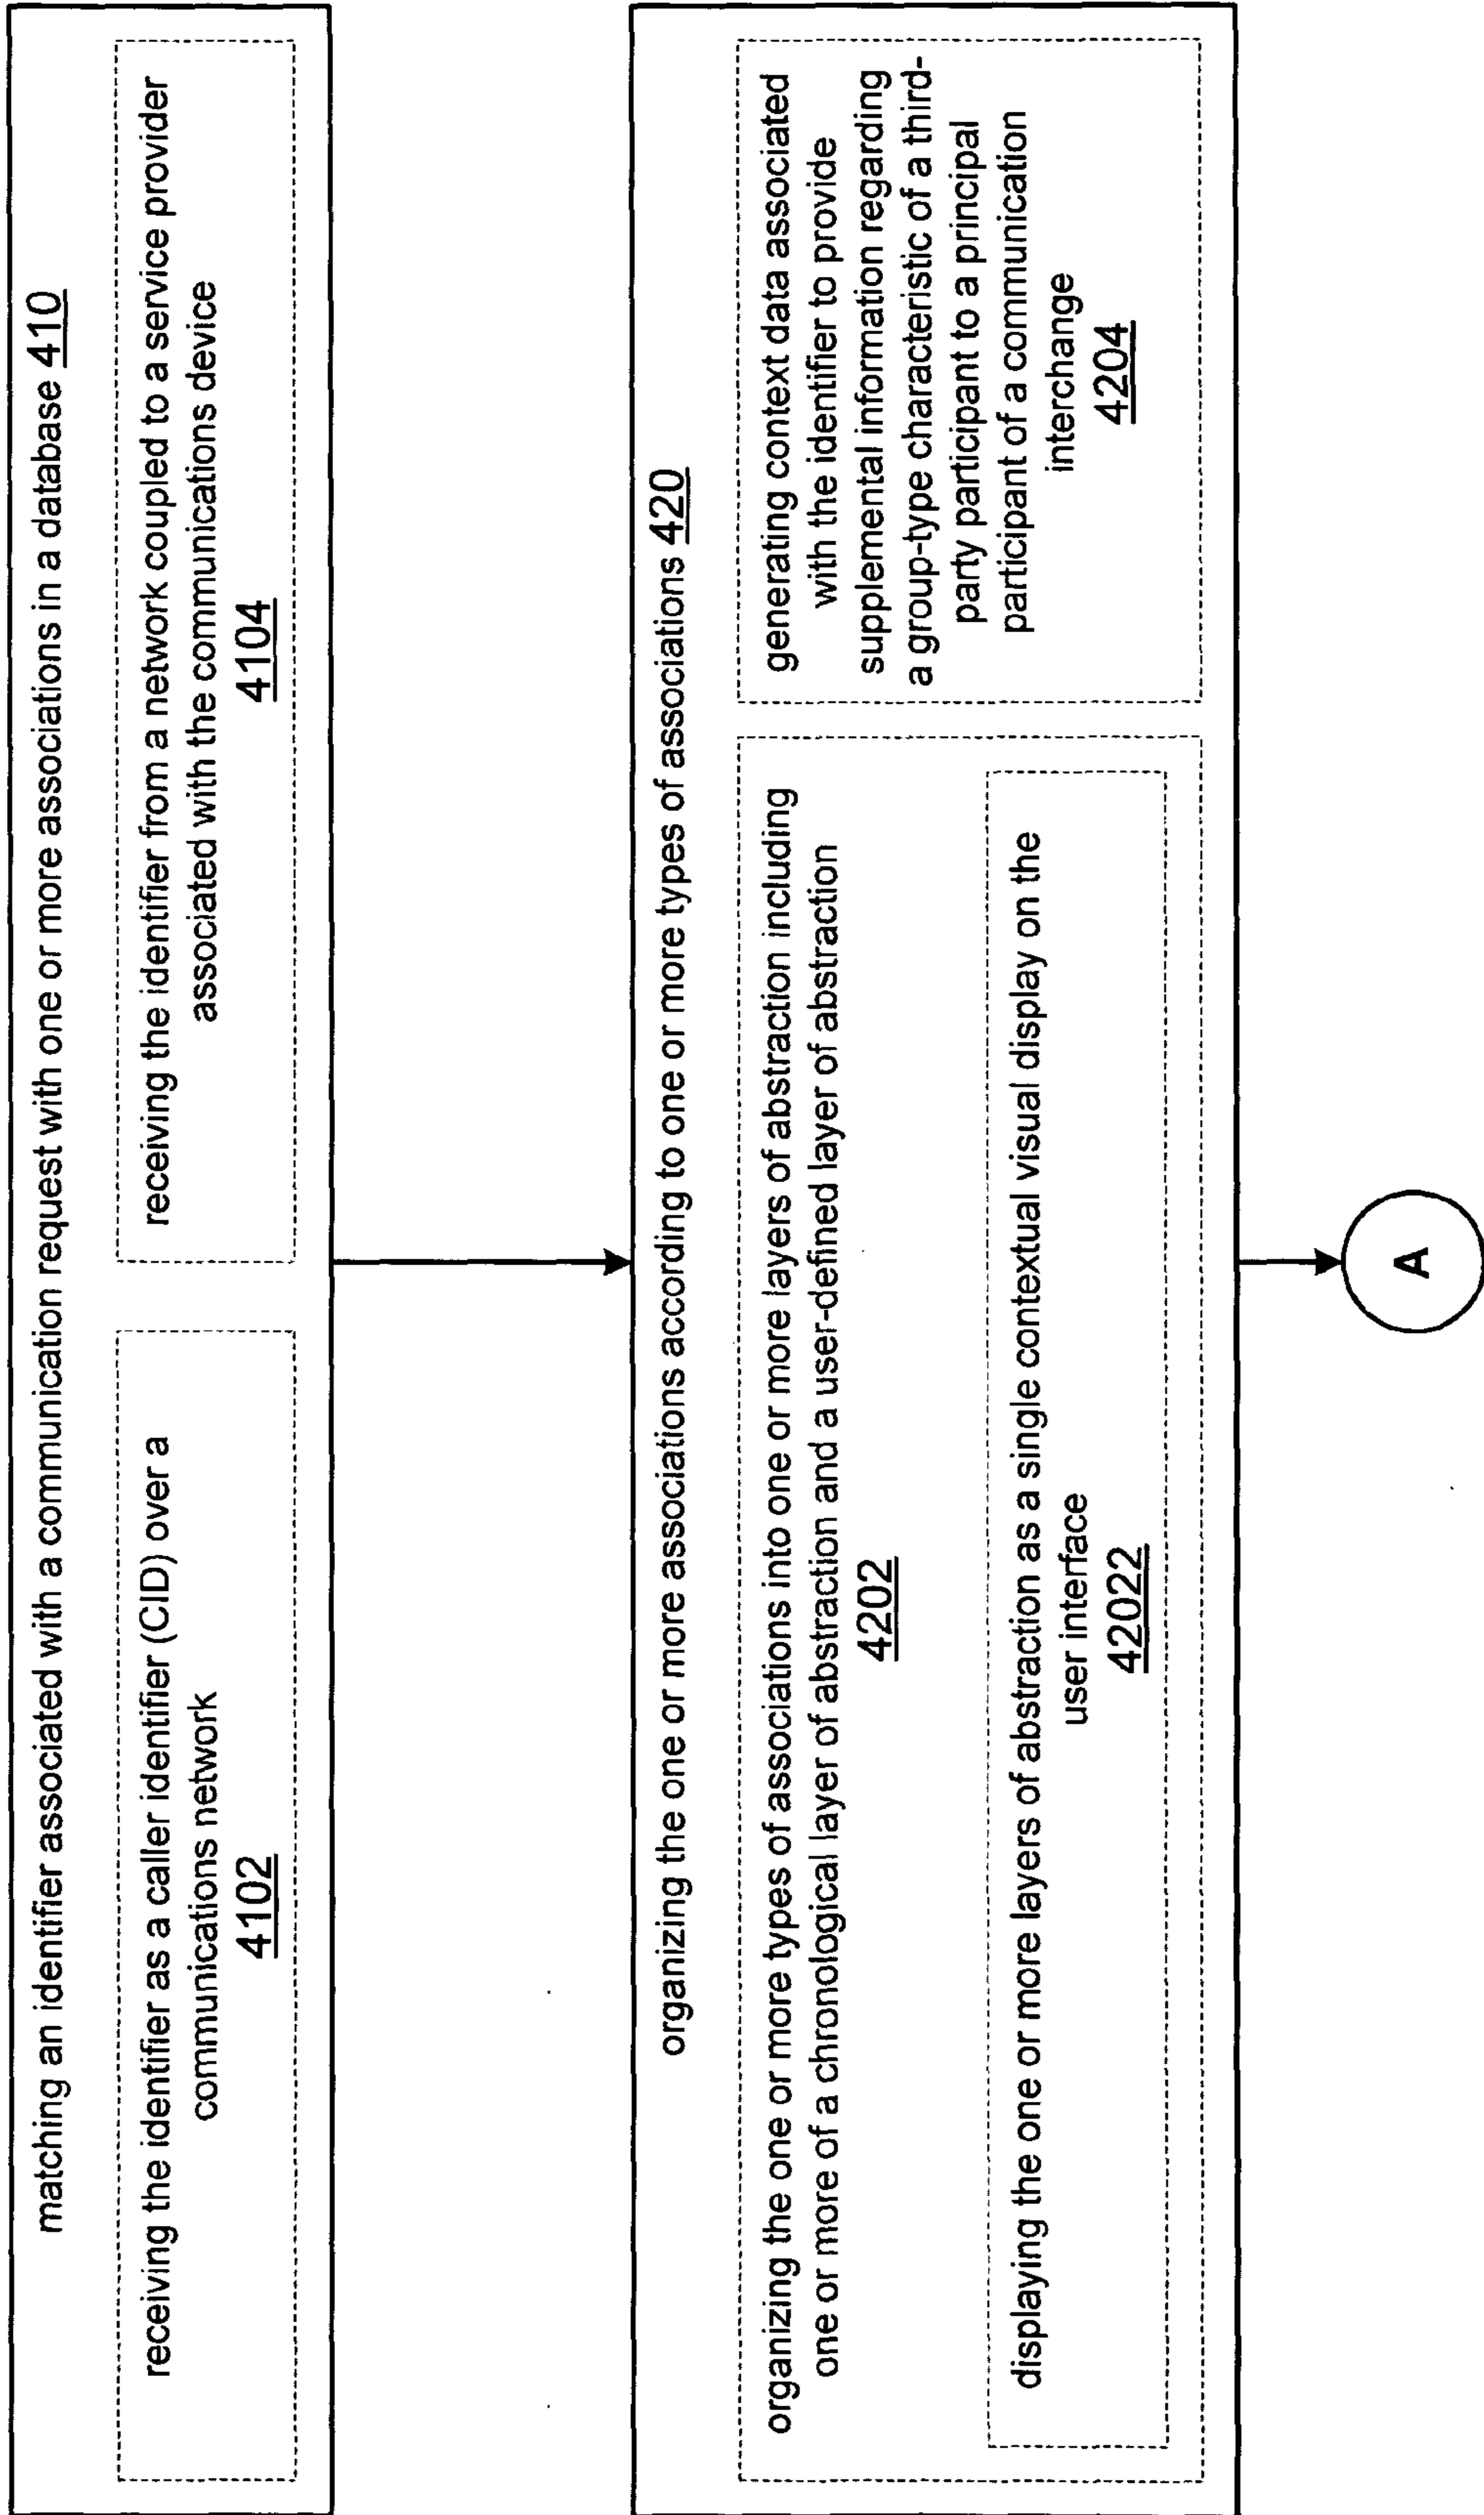 matching an identifier associated with a communication request with one or more associations in a database 410
receiving the identifier as a caller identifier (CID) over a
communications network
4102
receiving the identifier from a network coupled to a service provider
associated with the communications device
4104
organizing the one or more associations according to one or more types of associations 420
organizing the one or more types of associations into one or more layers of abstraction including
one or more of a chronological layer of abstraction and a user-defined layer of abstraction
4202
displaying the one or more layers of abstraction as a single contextual visual display on the
user interface
42022
generating context data associated
with the identifier to provide
supplemental information regarding
a group-type characteristic of a third-
party participant to a principal
participant of a communication
interchange
4204
A